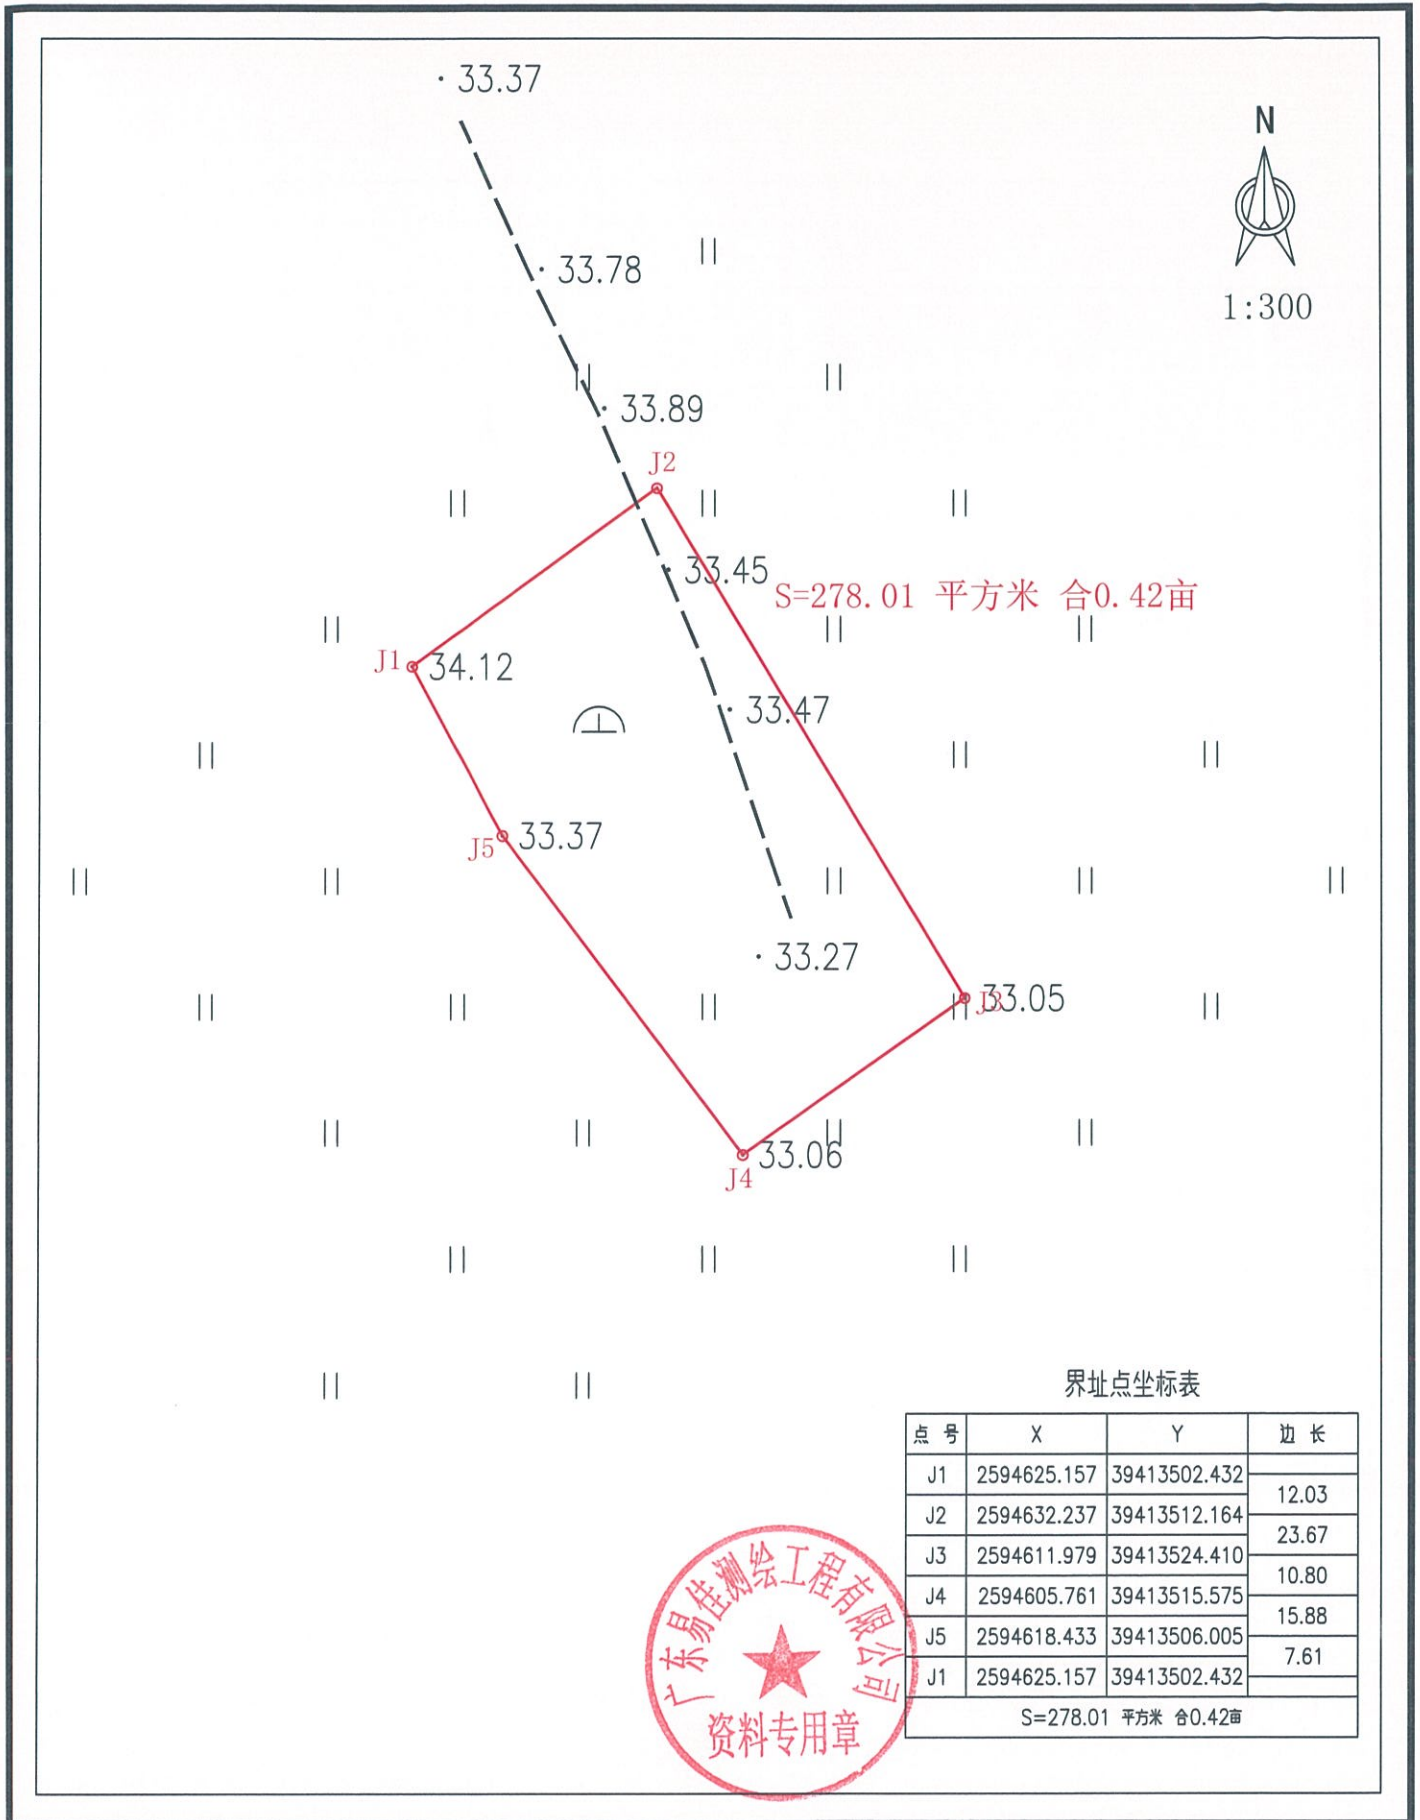 33.37
N
33.78
1:300
33.89
J2
33.45
S=278.01 平方米 合0.42亩
J1 34.12
33.47
J5 33.37
33.27
J3 33.05
33.06
J4
界址点坐标表
点 号 X Y 边 长
J1 2594625.157 39413502.432
12.03
J2 2594632.237 39413512.164
23.67
J3 2594611.979 39413524.410
10.80
J4 2594605.761 39413515.575
15.88
J5 2594618.433 39413506.005
7.61
J1 2594625.157 39413502.432
S=278.01 平方米 合0.42亩
广东易佳测绘工程有限公司
资料专用章